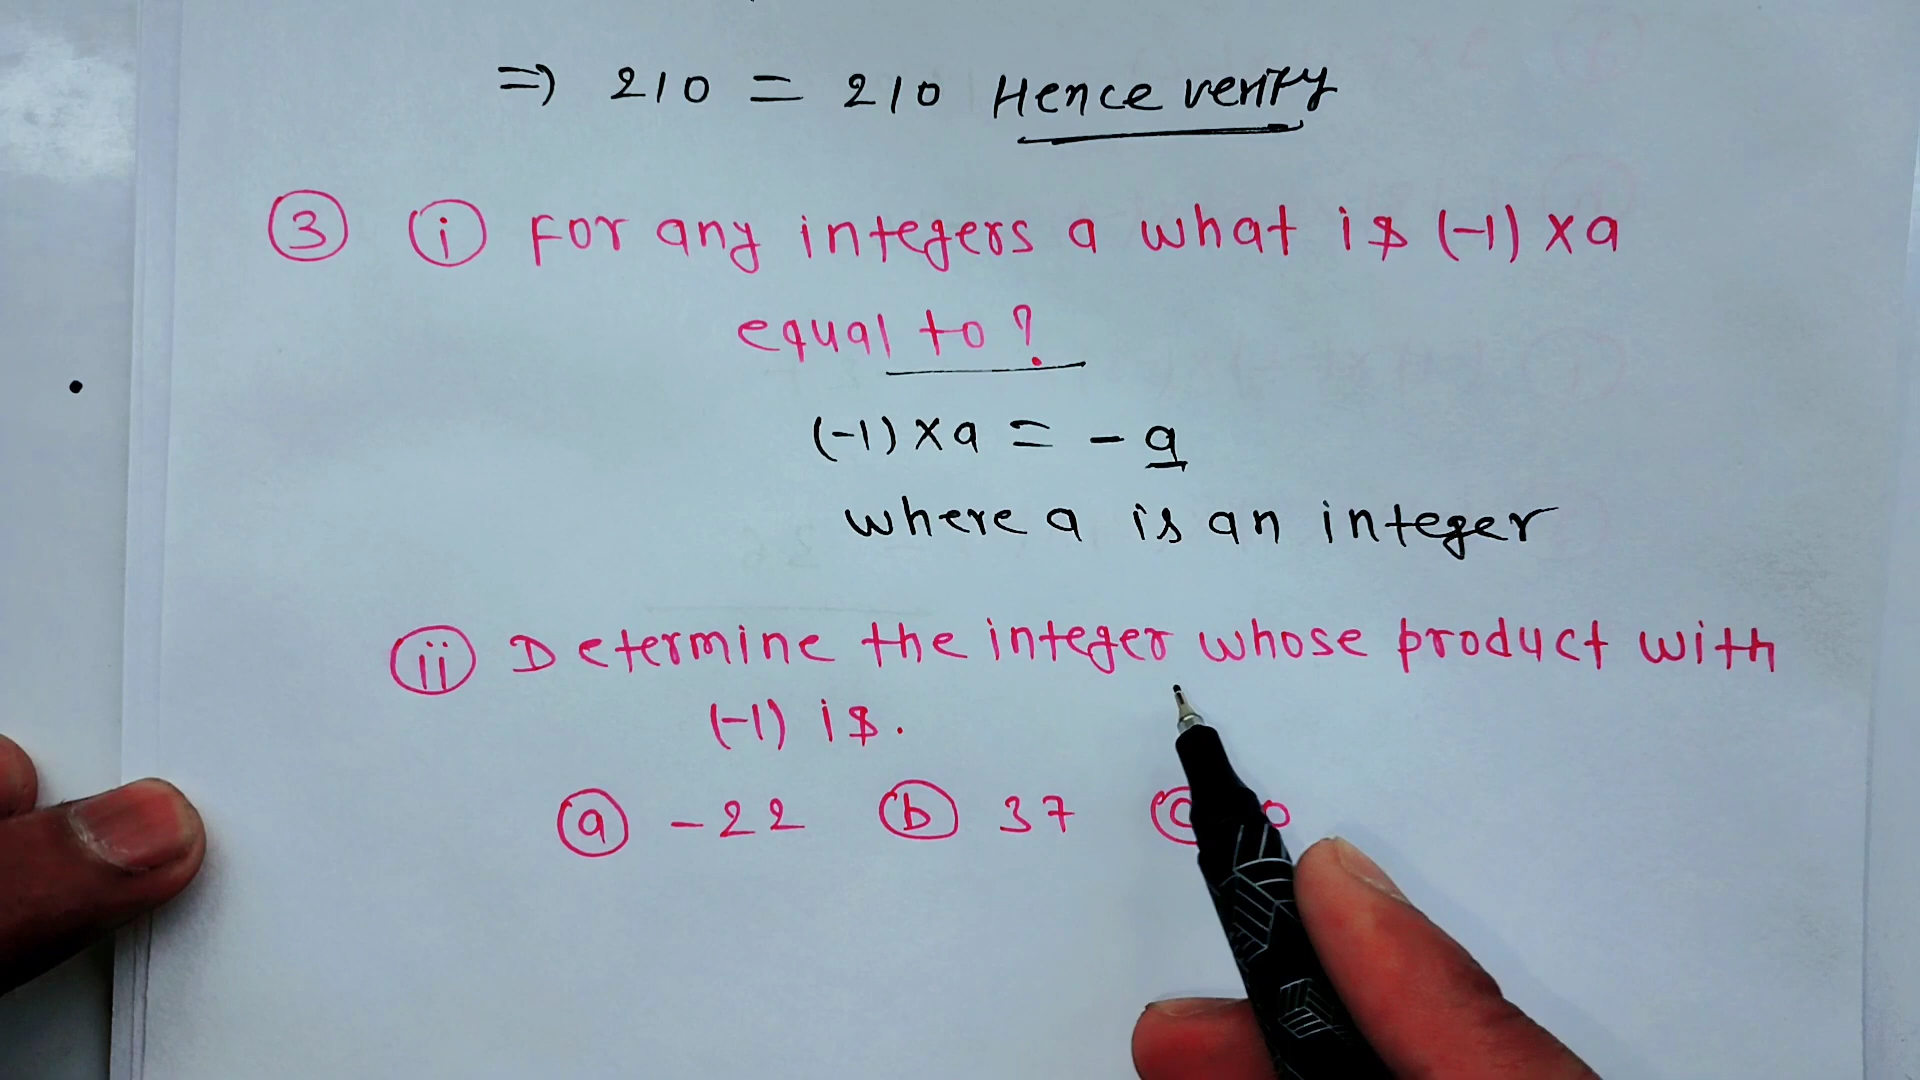 ⇒ 210 = 210 Hence verify
③ ⓘ For any integers a what is (-1) × a
equal to?
(-1) × a = - a
where a is an integer
ⓘⓘ Determine the integer whose product with
(-1) is.
ⓐ -22 ⓑ 37 ⓒ 0